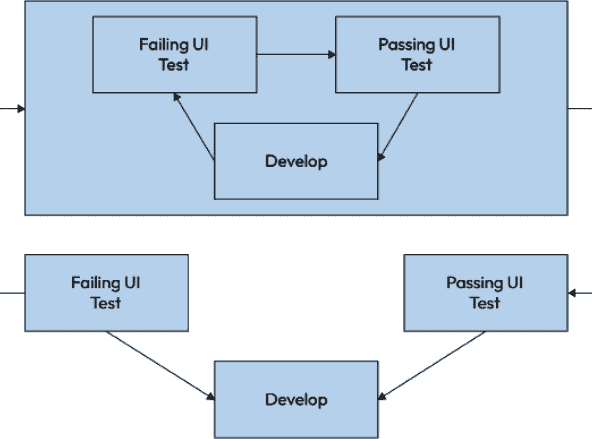 Failing UI
Test
Passing UI
Test
Develop
Failing UI
Test
Passing UI
Test
Develop